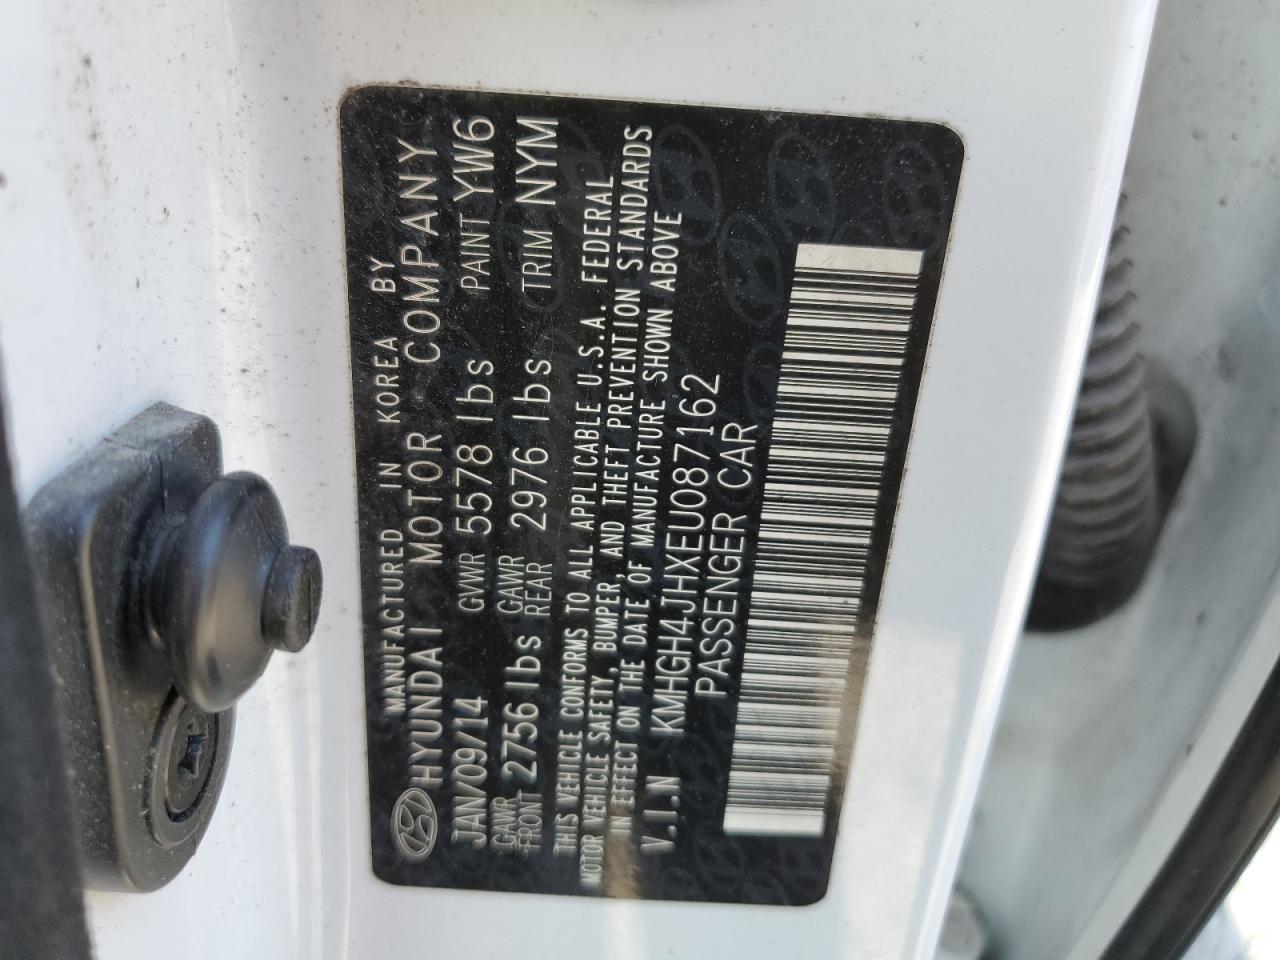 MANUFACTURED IN KOREA BY
HYUNDAI MOTOR COMPANY
JAN/09/14 GVWR 5578 lbs PAINT YW6
GAWR FRONT 2756 lbs GAWR REAR 2976 lbs TRIM NYM
THIS VEHICLE CONFORMS TO ALL APPLICABLE U.S.A. FEDERAL
MOTOR VEHICLE SAFETY, BUMPER, AND THEFT PREVENTION STANDARDS
IN EFFECT ON THE DATE OF MANUFACTURE SHOWN ABOVE
V.I.N KMHGH4JHXEU087162
PASSENGER CAR